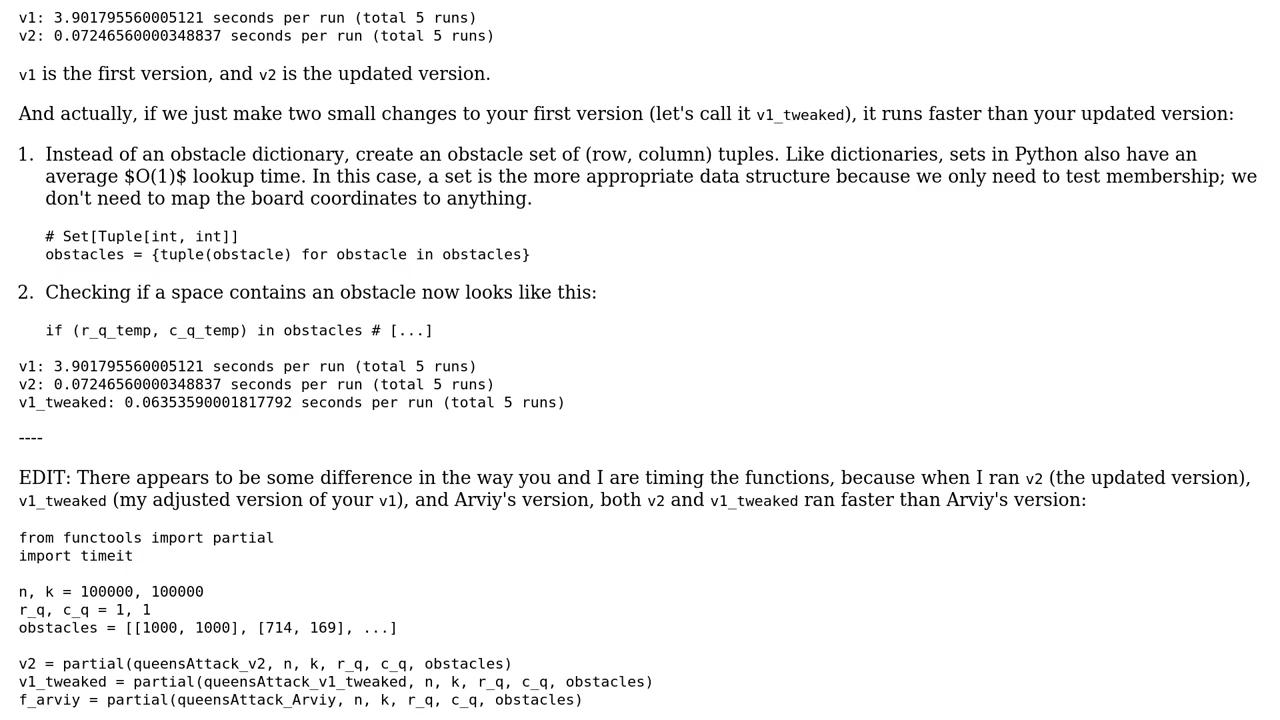 v1: 3.901795560005121 seconds per run (total 5 runs)
v2: 0.07246560000348837 seconds per run (total 5 runs)
v1 is the first version, and v2 is the updated version.
And actually, if we just make two small changes to your first version (let's call it v1_tweaked), it runs faster than your updated version:
1. Instead of an obstacle dictionary, create an obstacle set of (row, column) tuples. Like dictionaries, sets in Python also have an
average $O(1)$ lookup time. In this case, a set is the more appropriate data structure because we only need to test membership; we
don't need to map the board coordinates to anything.
# Set[Tuple[int, int]]
obstacles = {tuple(obstacle) for obstacle in obstacles}
2. Checking if a space contains an obstacle now looks like this:
if (r_q_temp, c_q_temp) in obstacles # [...]
v1: 3.901795560005121 seconds per run (total 5 runs)
v2: 0.07246560000348837 seconds per run (total 5 runs)
v1_tweaked: 0.06353590001817792 seconds per run (total 5 runs)
----
EDIT: There appears to be some difference in the way you and I are timing the functions, because when I ran v2 (the updated version),
v1_tweaked (my adjusted version of your v1), and Arviy's version, both v2 and v1_tweaked ran faster than Arviy's version:
from functools import partial
import timeit
n, k = 100000, 100000
r_q, c_q = 1, 1
obstacles = [[1000, 1000], [714, 169], ...]
v2 = partial(queensAttack_v2, n, k, r_q, c_q, obstacles)
v1_tweaked = partial(queensAttack_v1_tweaked, n, k, r_q, c_q, obstacles)
f_arviy = partial(queensAttack_Arviy, n, k, r_q, c_q, obstacles)